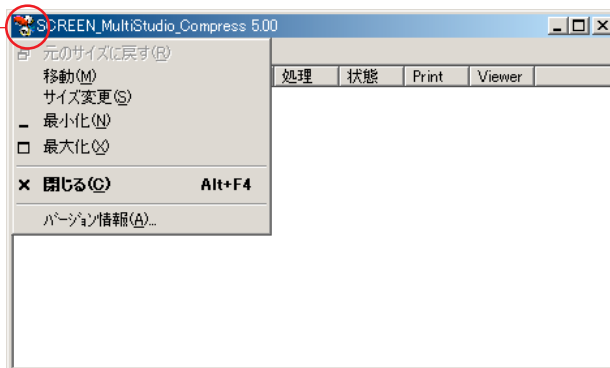 SCREEN_MultiStudio_Compress 5.00
元のサイズに戻す(R)
移動(M)
処理 状態 Print Viewer
サイズ変更(S)
最小化(N)
最大化(X)
閉じる(C) Alt+F4
バージョン情報(A)...